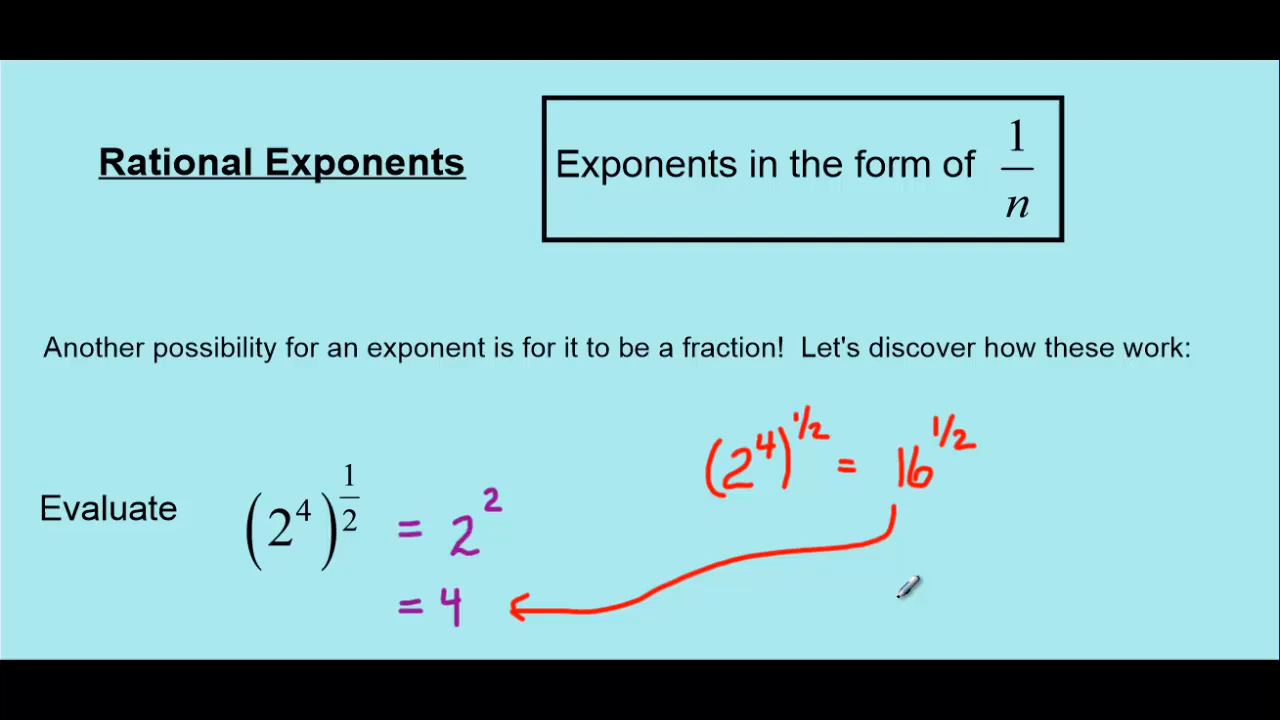 Rational Exponents
Exponents in the form of 1/n
Another possibility for an exponent is for it to be a fraction! Let's discover how these work:
(2⁴)^(1/2) = 16^(1/2)
Evaluate (2⁴)^(1/2) = 2²
= 4